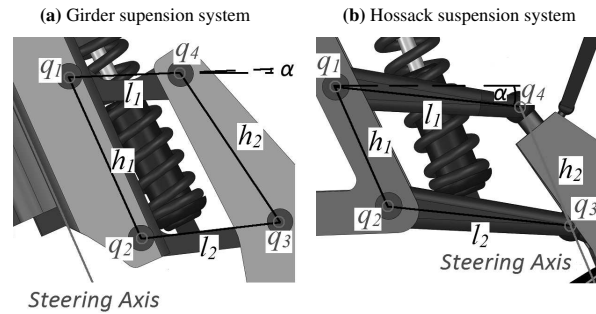 (a) Girder supension system
q1
q4
α
l1
h1
h2
q2
l2
q3
Steering Axis
(b) Hossack suspension system
q1
α
q4
l1
h1
h2
q2
q3
l2
Steering Axis